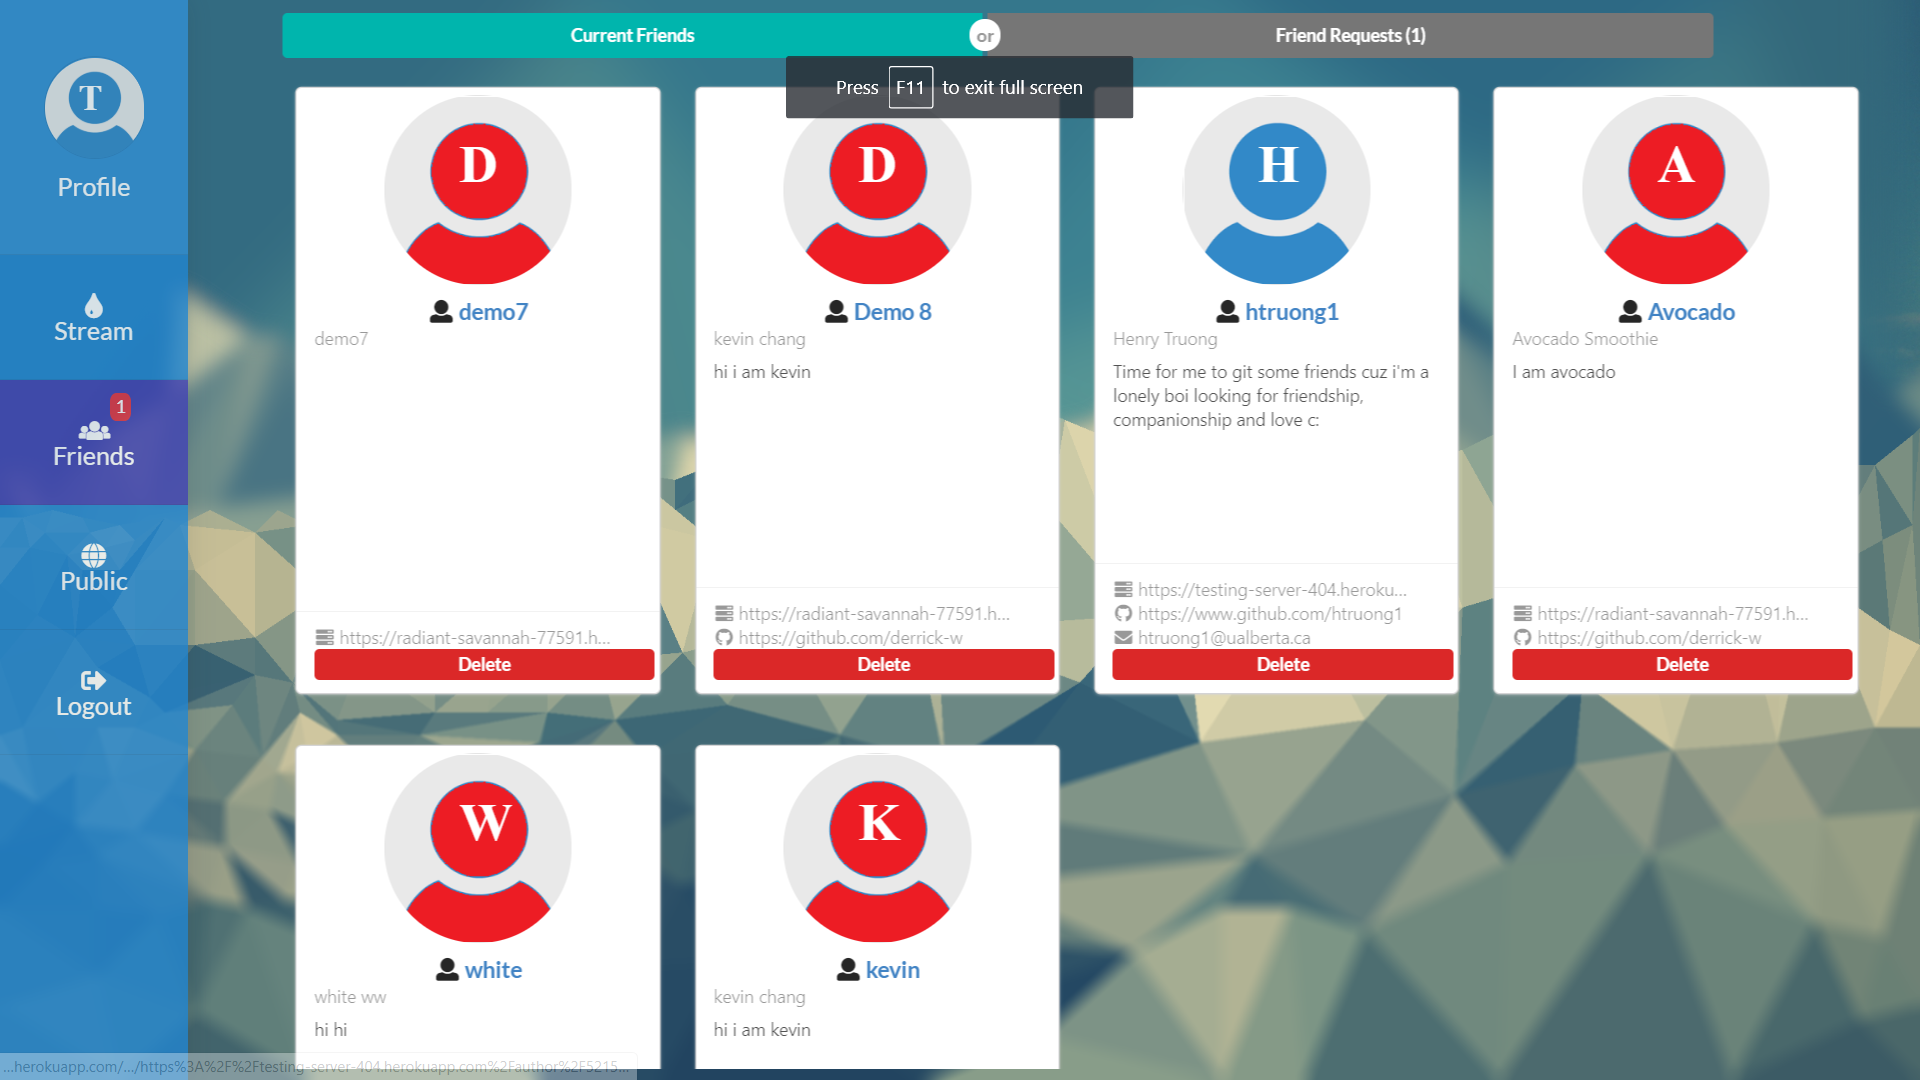 T
Profile
Stream
1
Friends
Public
Logout
Current Friends
or
Friend Requests (1)
Press F11 to exit full screen
D
demo7
demo7
https://radiant-savannah-77591.h...
Delete
D
Demo 8
kevin chang
hi i am kevin
https://radiant-savannah-77591.h...
https://github.com/derrick-w
Delete
H
htruong1
Henry Truong
Time for me to git some friends cuz i'm a
lonely boi looking for friendship,
companionship and love c:
https://testing-server-404.heroku...
https://www.github.com/htruong1
htruong1@ualberta.ca
Delete
A
Avocado
Avocado Smoothie
I am avocado
https://radiant-savannah-77591.h...
https://github.com/derrick-w
Delete
W
white
white ww
hi hi
K
kevin
kevin chang
hi i am kevin
...herokuapp.com/.../https%3A%2F%2Ftesting-server-404.herokuapp.com%2Fauthor%2F5215...